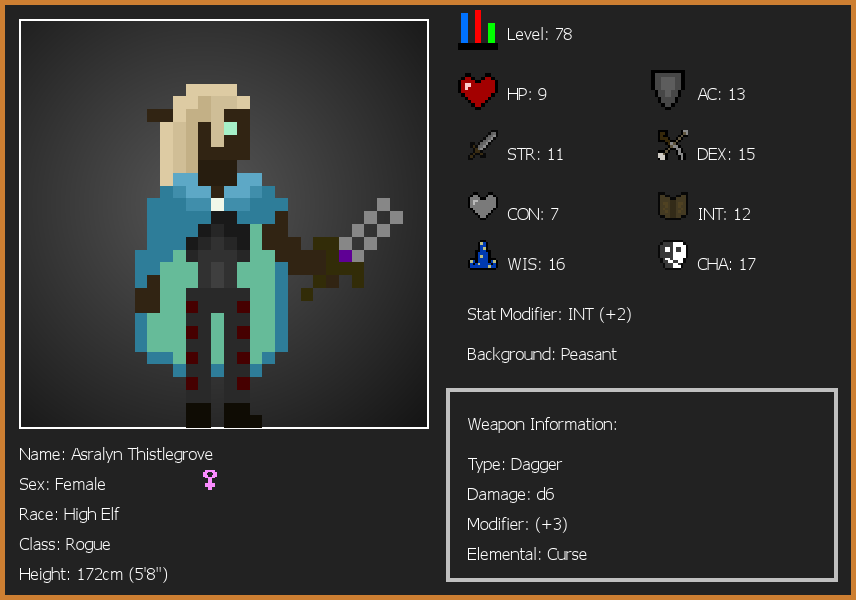 Level: 78
HP: 9
AC: 13
STR: 11
DEX: 15
CON: 7
INT: 12
WIS: 16
CHA: 17
Stat Modifier: INT (+2)
Background: Peasant
Weapon Information:
Type: Dagger
Damage: d6
Modifier: (+3)
Elemental: Curse
Name: Asralyn Thistlegrove
Sex: Female
Race: High Elf
Class: Rogue
Height: 172cm (5'8")